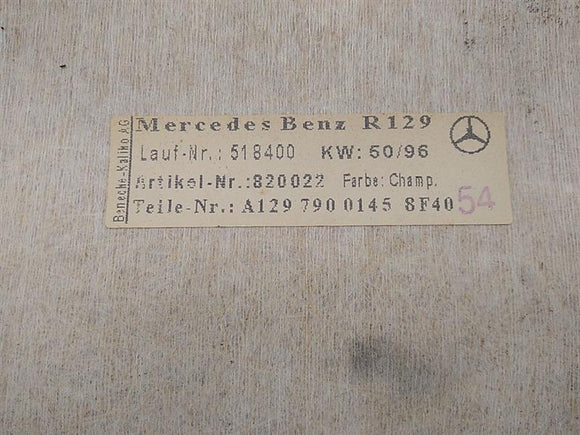 Benecke-Kaliko AG
Mercedes Benz R129
Lauf-Nr.: 518400 KW: 50/96
Artikel-Nr.:820022 Farbe: Champ.
Teile-Nr.: A129 790 0145 8F40 54